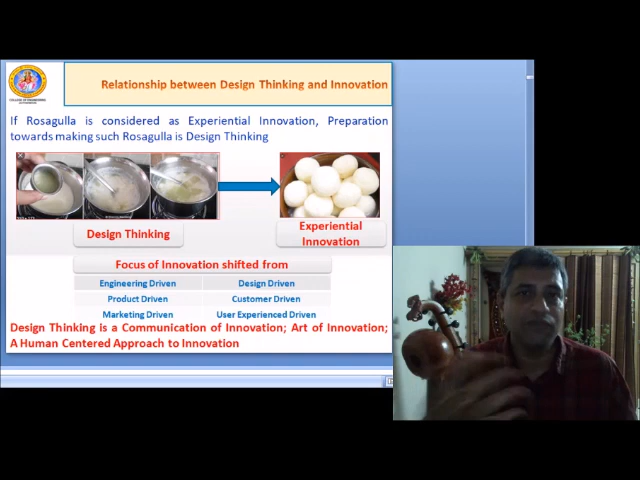 COLLEGE OF ENGINEERING
Relationship between Design Thinking and Innovation
If Rosagulla is considered as Experiential Innovation, Preparation
towards making such Rosagulla is Design Thinking
Design Thinking
Experiential
Innovation
Focus of Innovation shifted from
Engineering Driven
Design Driven
Product Driven
Customer Driven
Marketing Driven
User Experienced Driven
Design Thinking is a Communication of Innovation; Art of Innovation;
A Human Centered Approach to Innovation